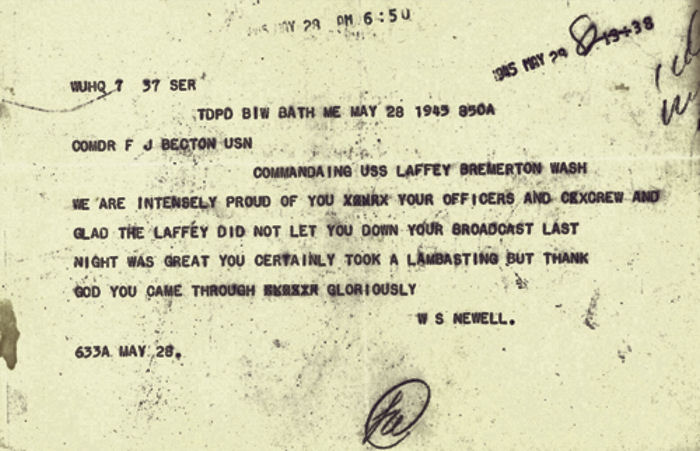 1945 MAY 28 PM 6:50
1945 MAY 29
WUHQ 7 37 SER
TDPD BIW BATH ME MAY 28 1945 850A
COMDR F J BECTON USN
COMMANDAING USS LAFFEY BREMERTON WASH
WE ARE INTENSELY PROUD OF YOU YOUR OFFICERS AND CEXCREW AND
GLAD THE LAFFEY DID NOT LET YOU DOWN YOUR BROADCAST LAST
NIGHT WAS GREAT YOU CERTAINLY TOOK A LAMBASTING BUT THANK
GOD YOU CAME THROUGH GLORIOUSLY
W S NEWELL.
633A MAY 28.